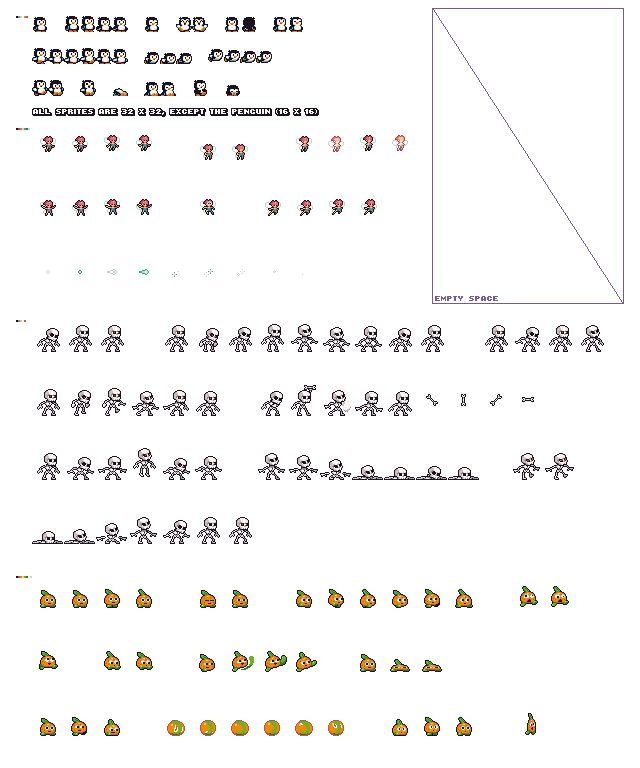 ALL SPRITES ARE 32 X 32, EXCEPT THE PENGUIN (16 X 16)
EMPTY SPACE